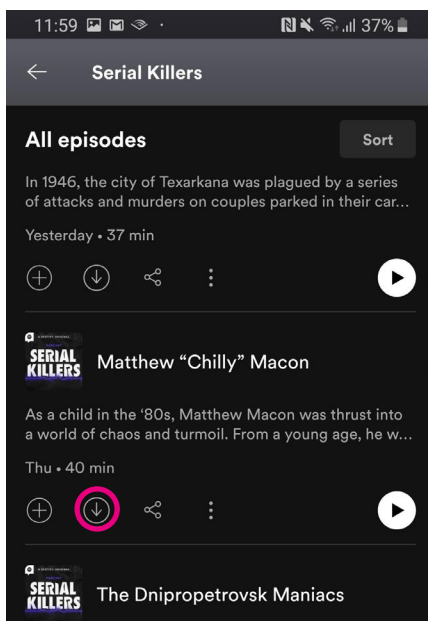 11:59
37%
Serial Killers
All episodes
Sort
In 1946, the city of Texarkana was plagued by a series
of attacks and murders on couples parked in their car...
Yesterday • 37 min
SERIAL
KILLERS
Matthew “Chilly” Macon
As a child in the ‘80s, Matthew Macon was thrust into
a world of chaos and turmoil. From a young age, he w...
Thu • 40 min
SERIAL
KILLERS
The Dnipropetrovsk Maniacs